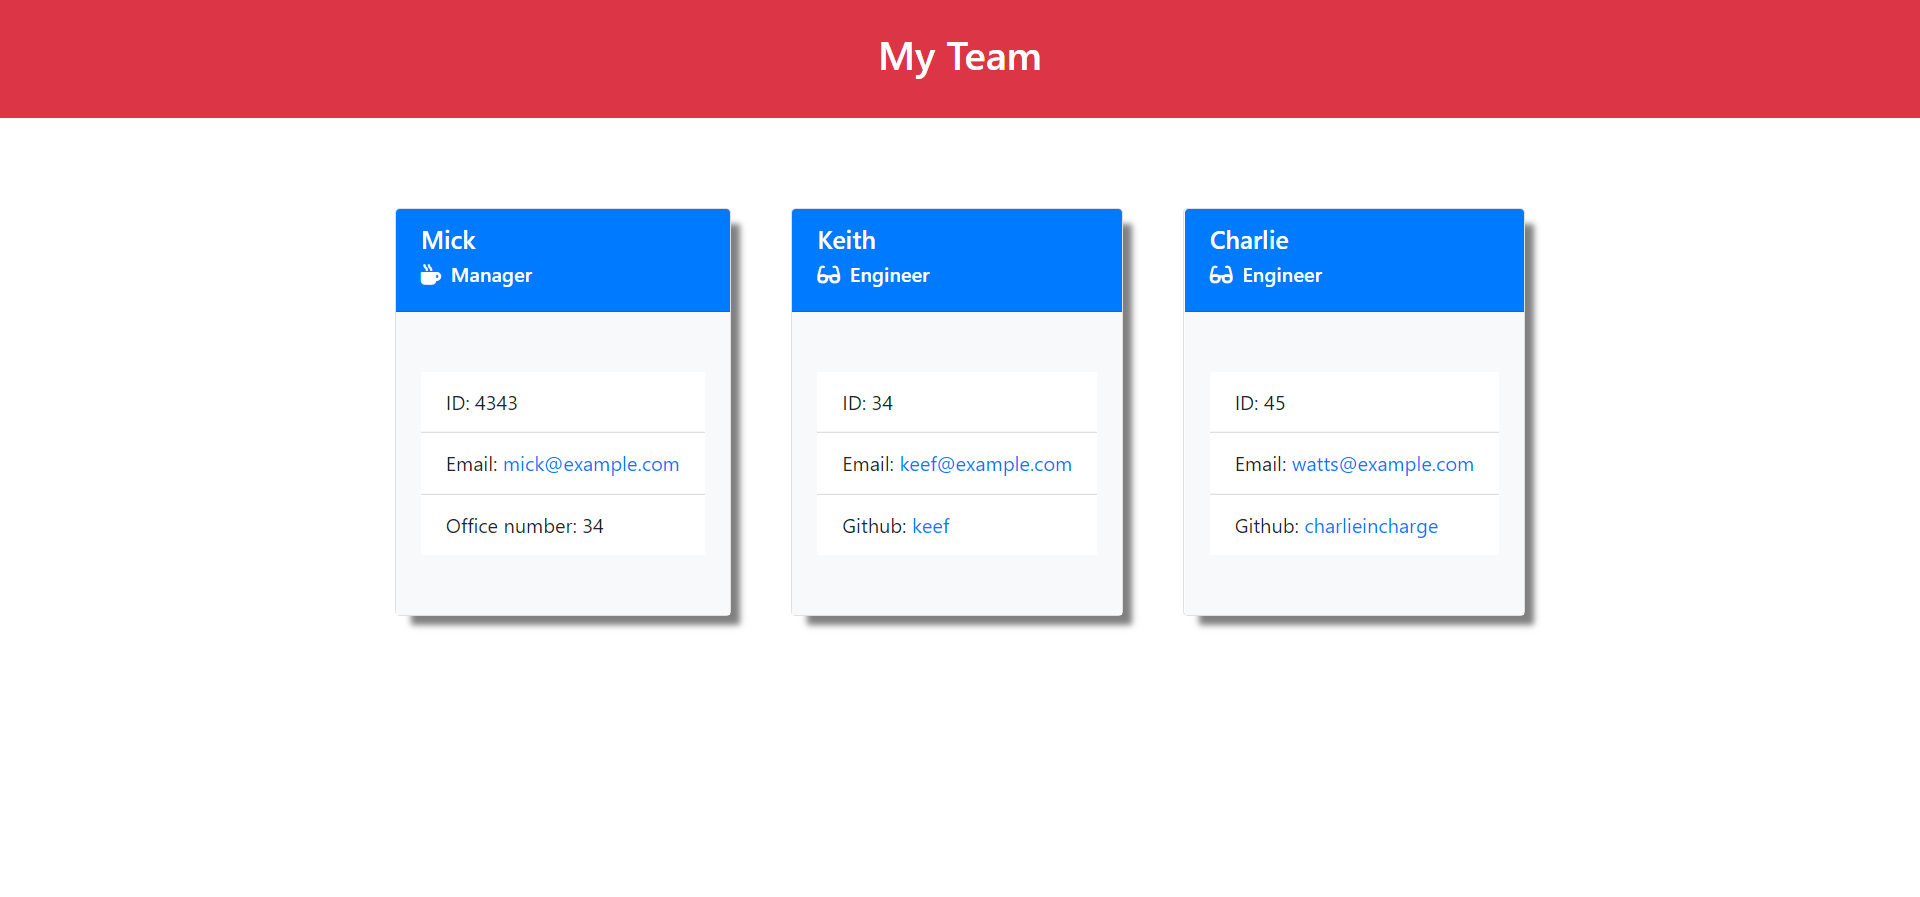 My Team
Mick
Manager
ID: 4343
Email: mick@example.com
Office number: 34
Keith
Engineer
ID: 34
Email: keef@example.com
Github: keef
Charlie
Engineer
ID: 45
Email: watts@example.com
Github: charlieincharge